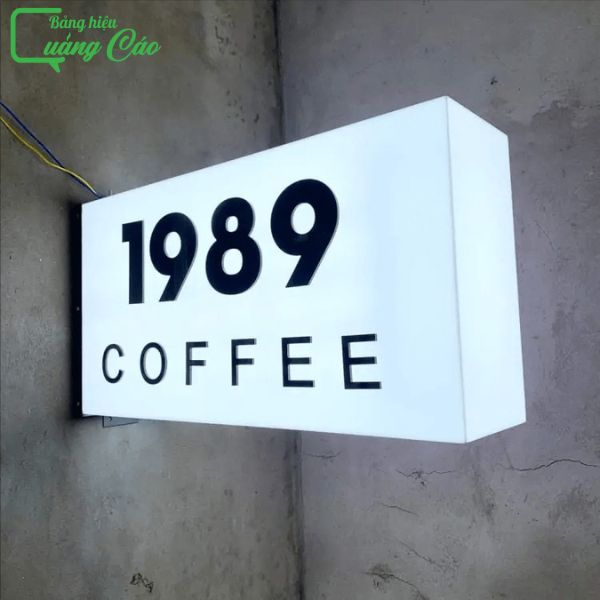 Bảng hiệu
Quảng Cáo
1989
COFFEE